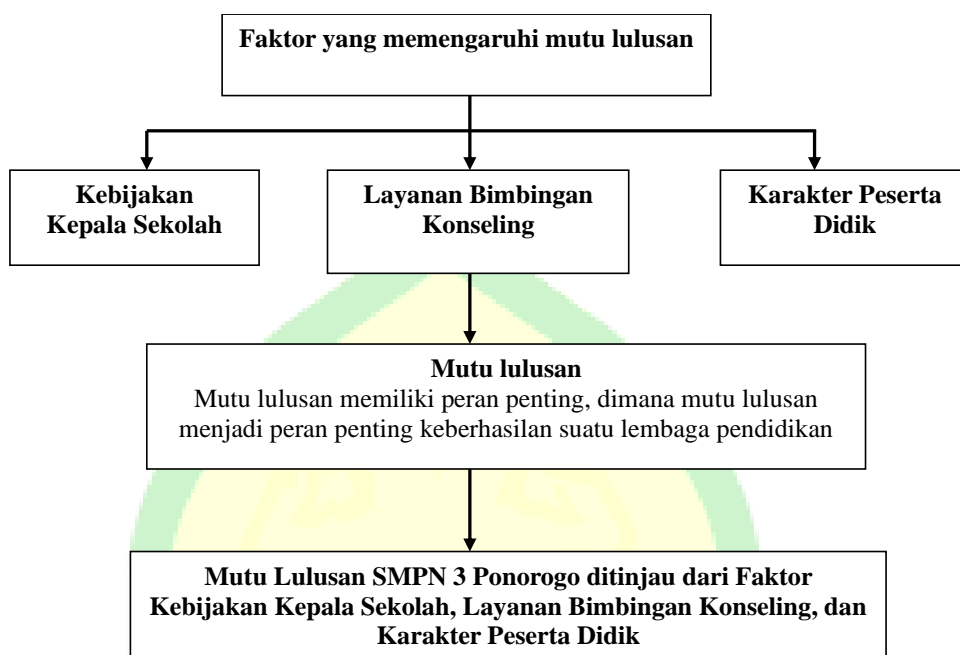 Faktor yang memengaruhi mutu lulusan
Kebijakan
Kepala Sekolah
Layanan Bimbingan
Konseling
Karakter Peserta
Didik
Mutu lulusan
Mutu lulusan memiliki peran penting, dimana mutu lulusan
menjadi peran penting keberhasilan suatu lembaga pendidikan
Mutu Lulusan SMPN 3 Ponorogo ditinjau dari Faktor
Kebijakan Kepala Sekolah, Layanan Bimbingan Konseling, dan
Karakter Peserta Didik